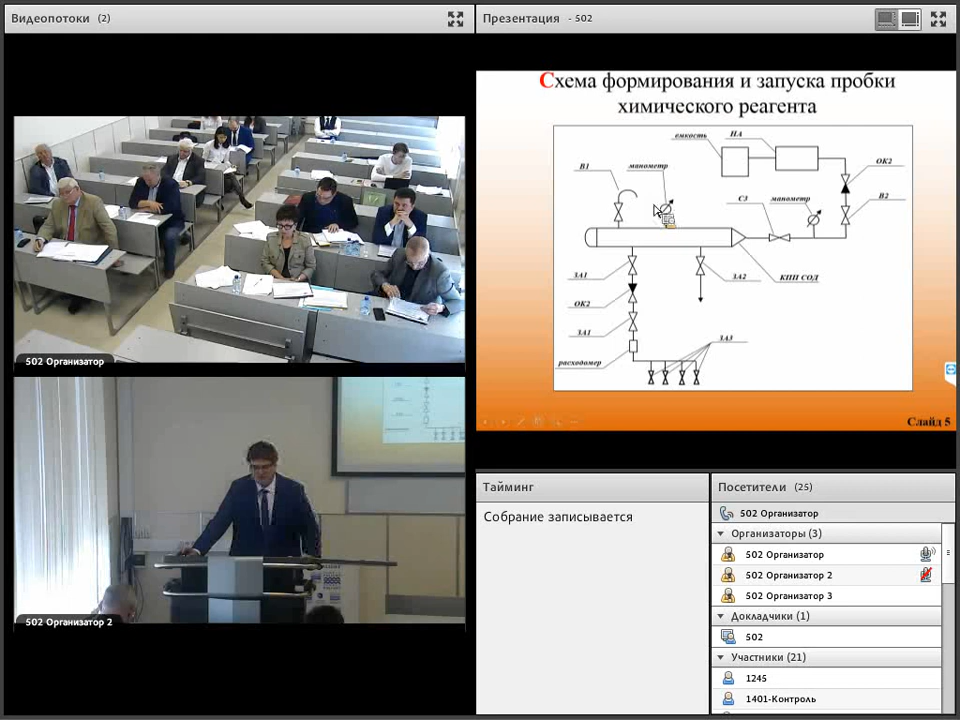 Видеопотоки (2)
502 Организатор
502 Организатор 2
Презентация - 502
Схема формирования и запуска пробки
химического реагента
емкость
НА
В1
манометр
ОК2
С3
манометр
В2
ЗА1
ЗА2
КПП СОД
ОК2
ЗА1
ЗА3
расходомер
Слайд 5
Тайминг
Собрание записывается
Посетители (25)
502 Организатор
Организаторы (3)
502 Организатор
502 Организатор 2
502 Организатор 3
Докладчики (1)
502
Участники (21)
1245
1401-Контроль